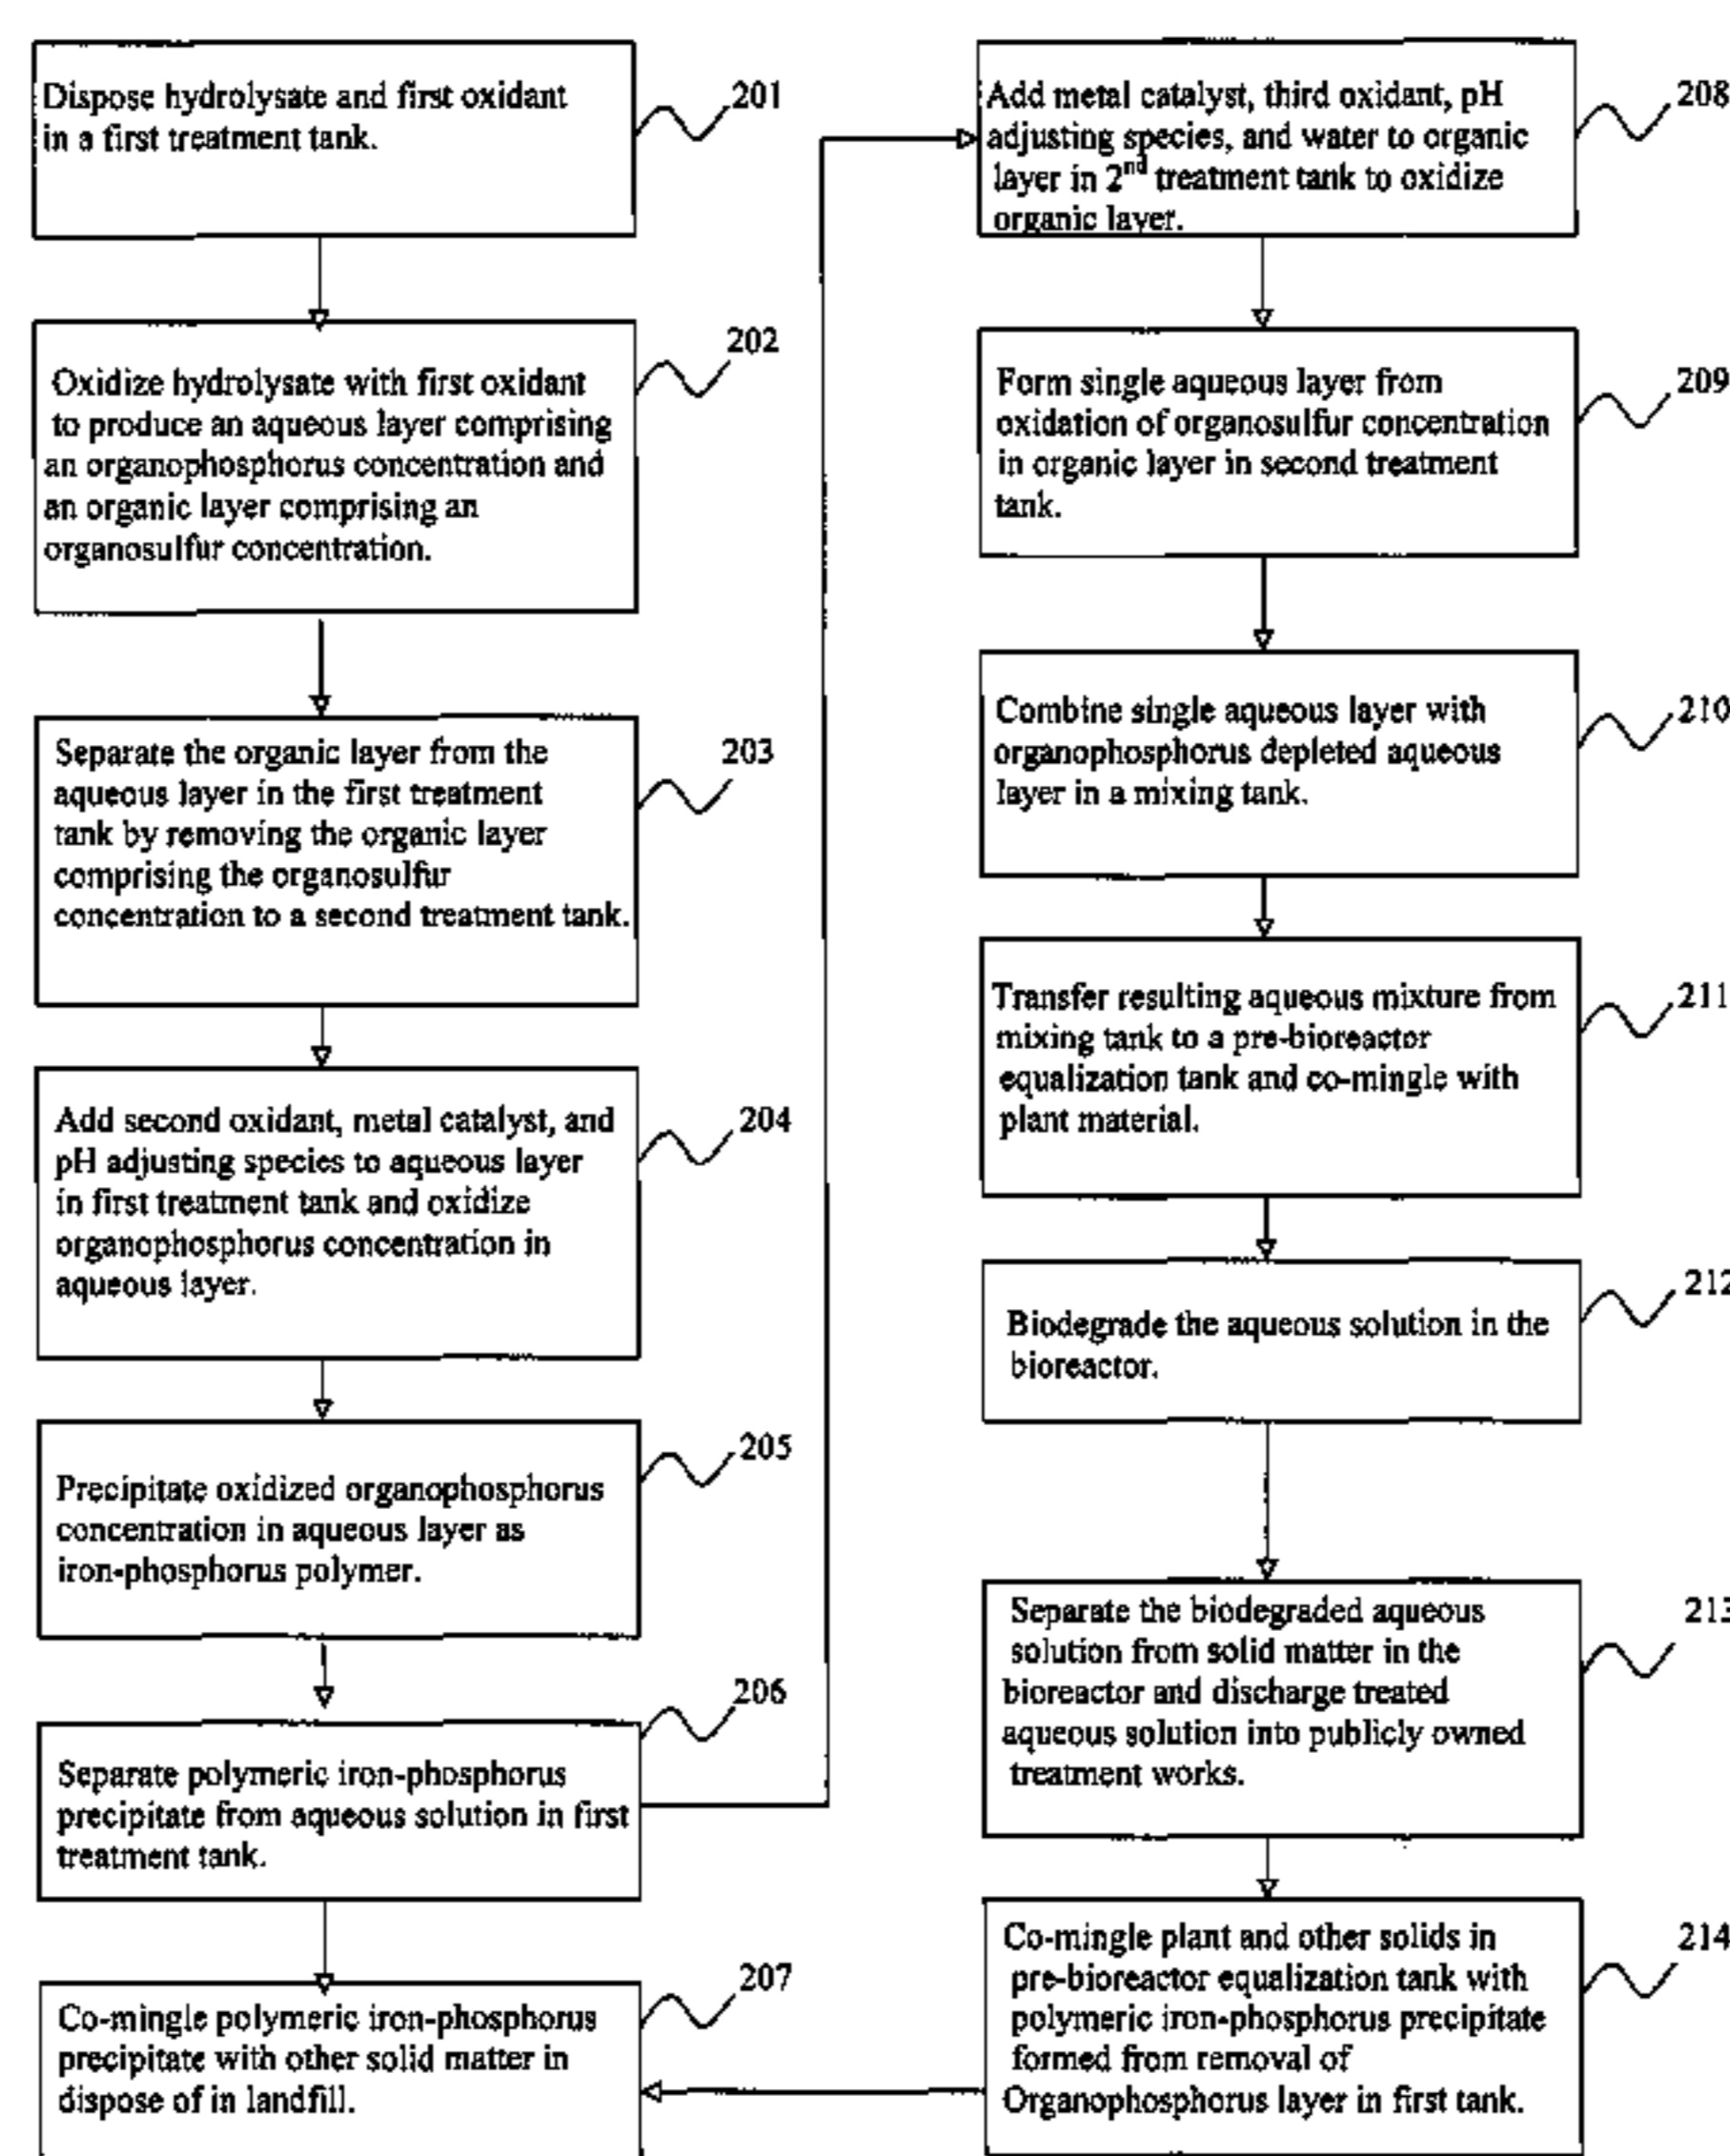 Dispose hydrolysate and first oxidant
in a first treatment tank.
201
Oxidize hydrolysate with first oxidant
to produce an aqueous layer comprising
an organophosphorus concentration and
an organic layer comprising an
organosulfur concentration.
202
Separate the organic layer from the
aqueous layer in the first treatment
tank by removing the organic layer
comprising the organosulfur
concentration to a second treatment tank.
203
Add second oxidant, metal catalyst, and
pH adjusting species to aqueous layer
in first treatment tank and oxidize
organophosphorus concentration in
aqueous layer.
204
Precipitate oxidized organophosphorus
concentration in aqueous layer as
iron-phosphorus polymer.
205
Separate polymeric iron-phosphorus
precipitate from aqueous solution in first
treatment tank.
206
Co-mingle polymeric iron-phosphorus
precipitate with other solid matter in
dispose of in landfill.
207
Add metal catalyst, third oxidant, pH
adjusting species, and water to organic
layer in 2nd treatment tank to oxidize
organic layer.
208
Form single aqueous layer from
oxidation of organosulfur concentration
in organic layer in second treatment
tank.
209
Combine single aqueous layer with
organophosphorus depleted aqueous
layer in a mixing tank.
210
Transfer resulting aqueous mixture from
mixing tank to a pre-bioreactor
equalization tank and co-mingle with
plant material.
211
Biodegrade the aqueous solution in the
bioreactor.
212
Separate the biodegraded aqueous
solution from solid matter in the
bioreactor and discharge treated
aqueous solution into publicly owned
treatment works.
213
Co-mingle plant and other solids in
pre-bioreactor equalization tank with
polymeric iron-phosphorus precipitate
formed from removal of
Organophosphorus layer in first tank.
214